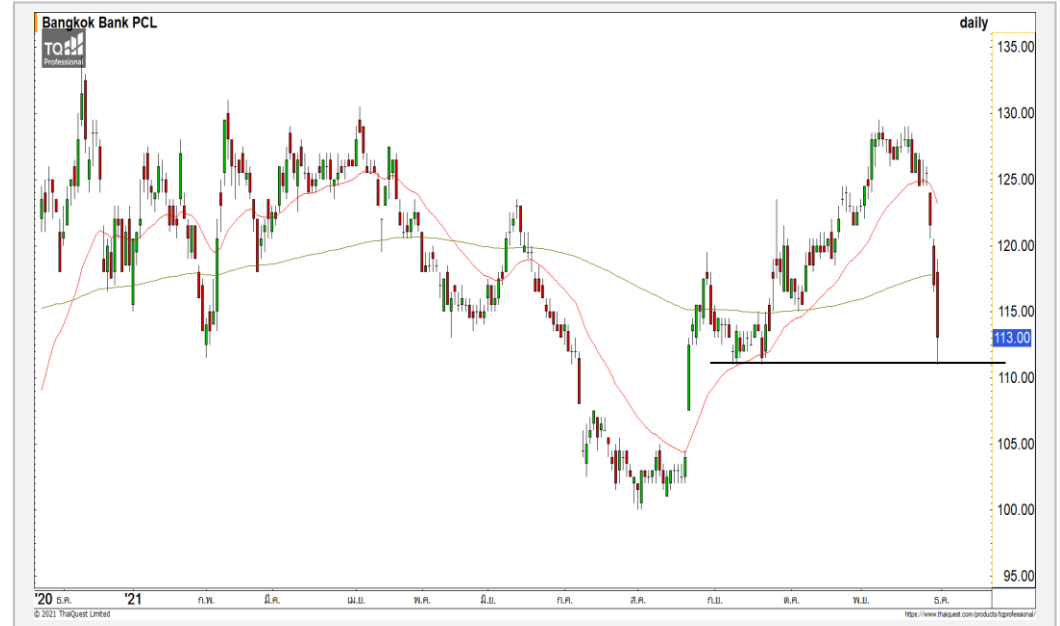 Bangkok Bank PCL
daily
TQ
Professional
135.00
130.00
125.00
120.00
115.00
113.00
110.00
105.00
100.00
95.00
'20 ธ.ค. '21 ก.พ. มี.ค. เม.ย. พ.ค. มิ.ย. ก.ค. ส.ค. ก.ย. ต.ค. พ.ย. ธ.ค.
© 2021 ThaiQuest Limited
https://www.thaiquest.com/products/tqprofessional/